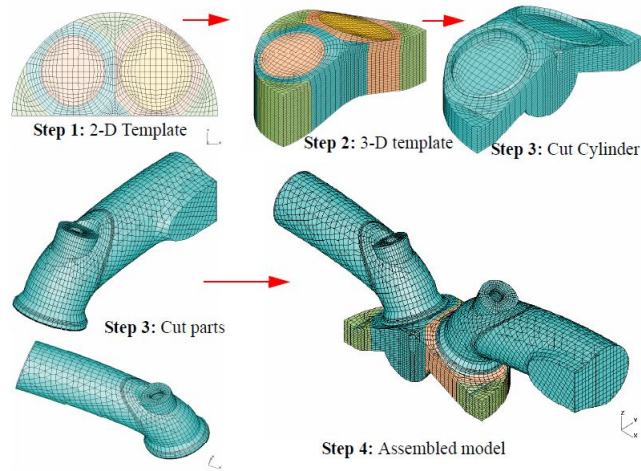 Step 1: 2-D Template
Step 2: 3-D template
Step 3: Cut Cylinder
Step 3: Cut parts
Step 4: Assembled model
Z
Y
X